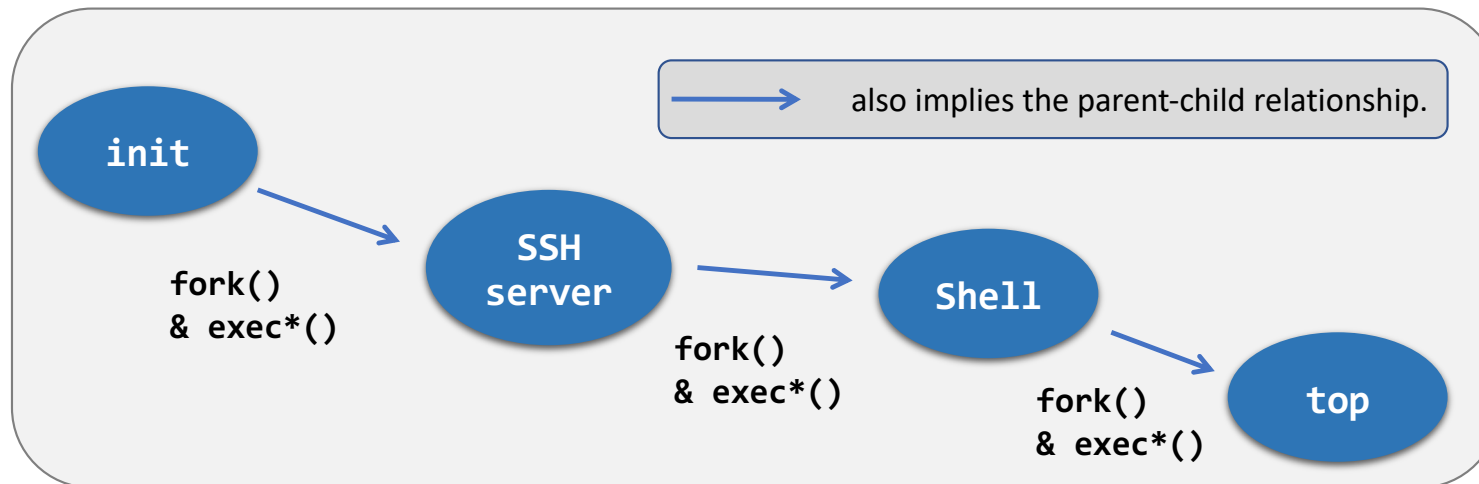 also implies the parent-child relationship.
init
SSH
server
fork()
& exec*()
Shell
fork()
& exec*()
top
fork()
& exec*()